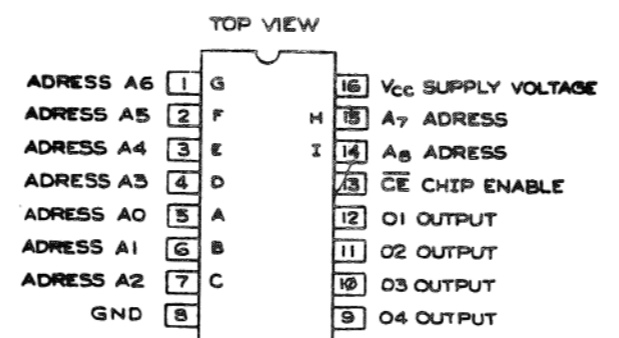 TOP VIEW
ADRESS A6 1 G 16 VCC SUPPLY VOLTAGE
ADRESS A5 2 F H 15 A7 ADRESS
ADRESS A4 3 E I 14 A8 ADRESS
ADRESS A3 4 D 13 CE CHIP ENABLE
ADRESS A0 5 A 12 O1 OUTPUT
ADRESS A1 6 B 11 O2 OUTPUT
ADRESS A2 7 C 10 O3 OUTPUT
GND 8 9 O4 OUTPUT